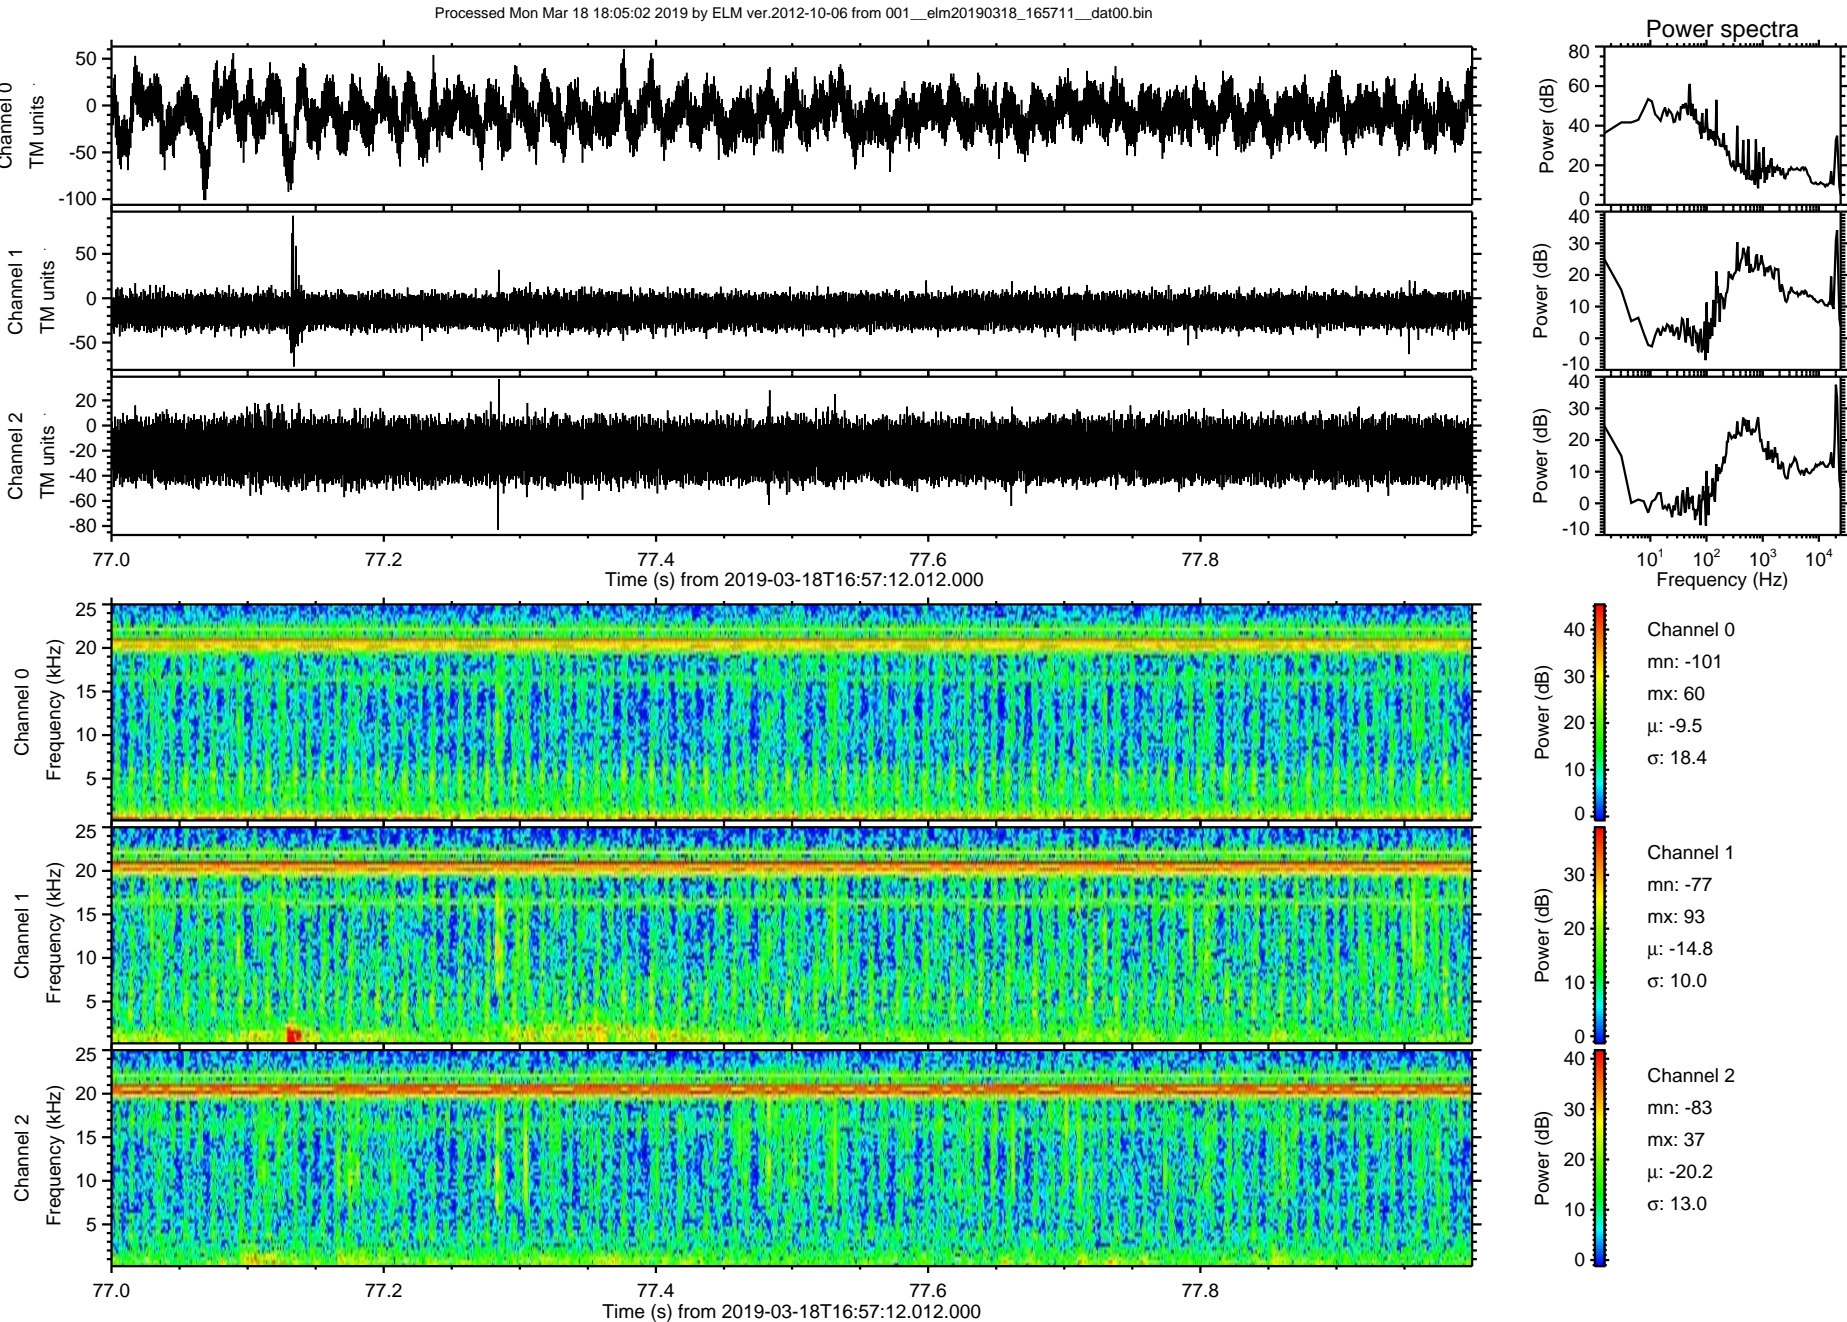 Processed Mon Mar 18 18:05:02 2019 by ELM ver.2012-10-06 from 001__elm20190318_165711__dat00.bin
Power spectra
Channel 0
TM units
50
0
-50
-100
Power (dB)
80
60
40
20
0
Channel 1
TM units
50
0
-50
Power (dB)
40
30
20
10
0
-10
Channel 2
TM units
20
0
-20
-40
-60
-80
Power (dB)
40
30
20
10
0
-10
77.0 77.2 77.4 77.6 77.8
Time (s) from 2019-03-18T16:57:12.012.000
10^1 10^2 10^3 10^4
Frequency (Hz)
Channel 0
Frequency (kHz)
25
20
15
10
5
Power (dB)
40
30
20
10
0
Channel 0
mn: -101
mx: 60
μ: -9.5
σ: 18.4
Channel 1
Frequency (kHz)
25
20
15
10
5
Power (dB)
30
20
10
0
Channel 1
mn: -77
mx: 93
μ: -14.8
σ: 10.0
Channel 2
Frequency (kHz)
25
20
15
10
5
Power (dB)
40
30
20
10
0
Channel 2
mn: -83
mx: 37
μ: -20.2
σ: 13.0
77.0 77.2 77.4 77.6 77.8
Time (s) from 2019-03-18T16:57:12.012.000